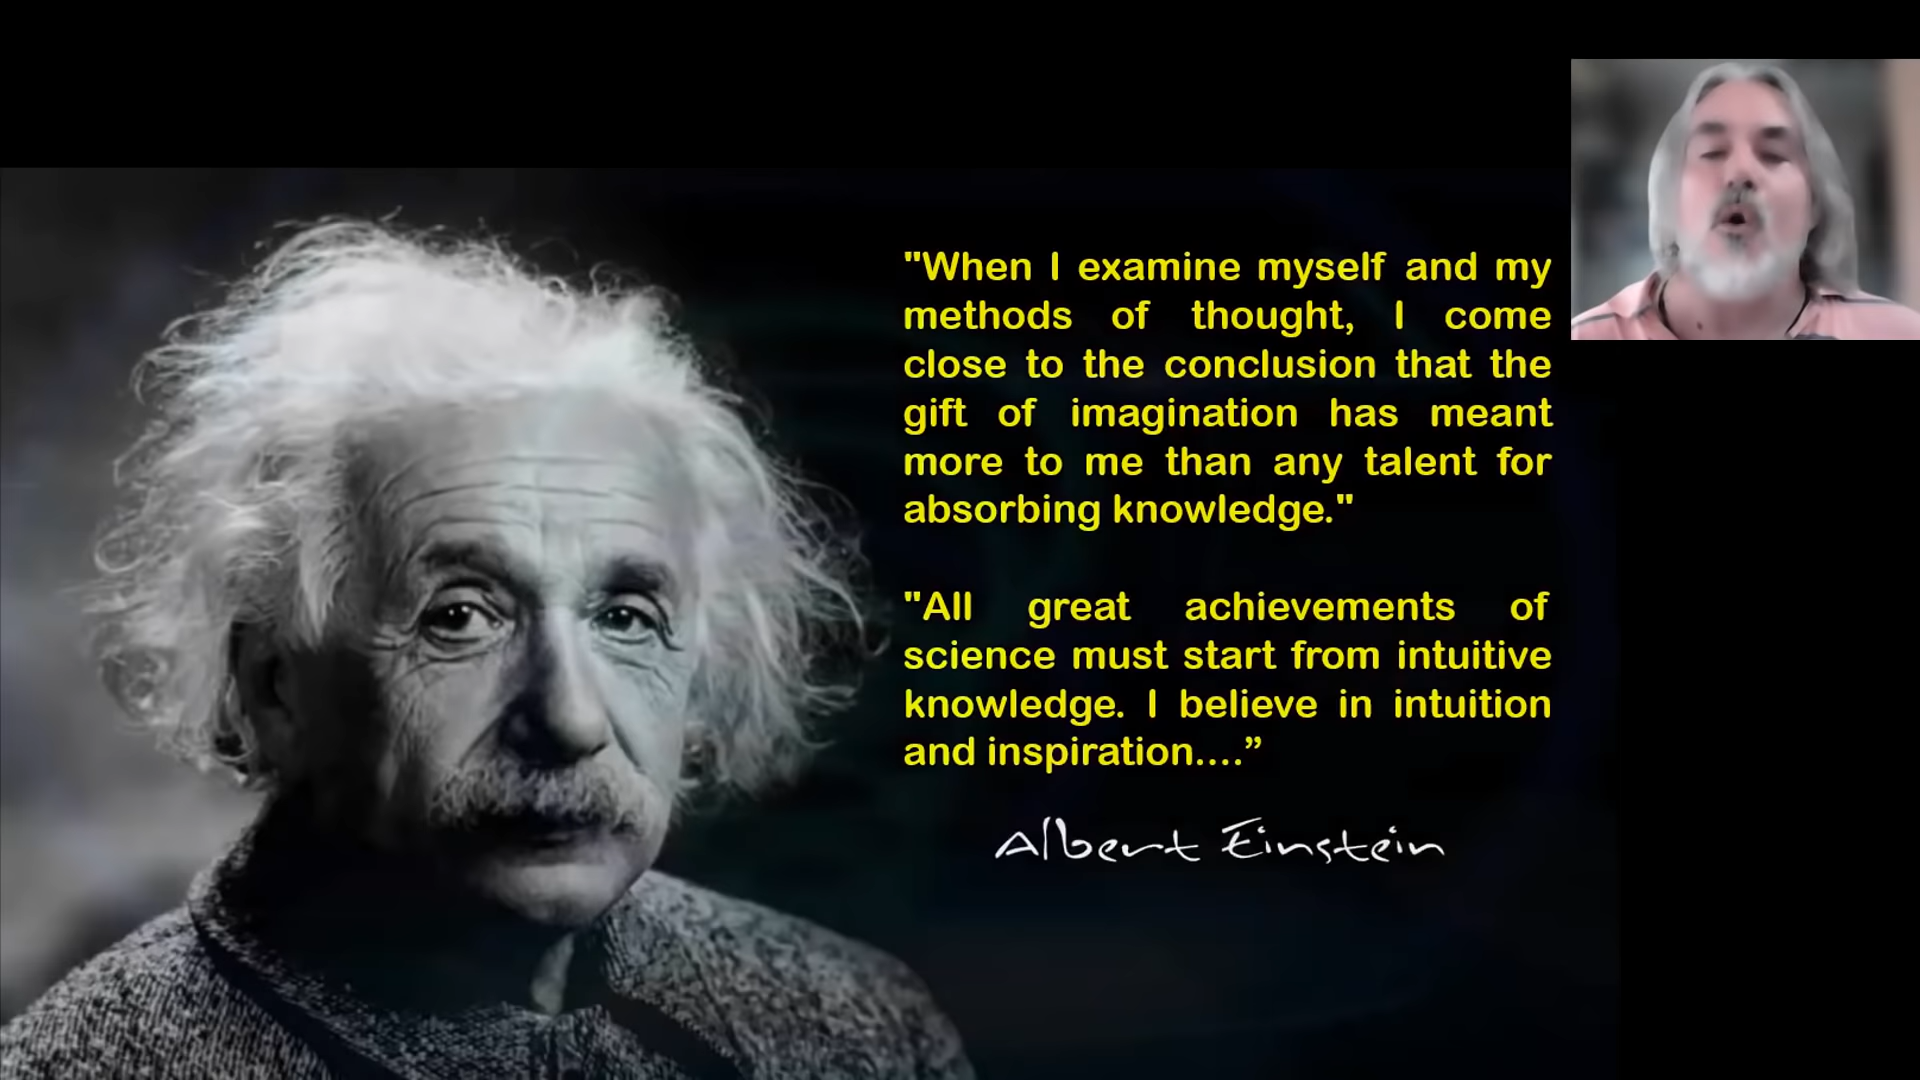 "When I examine myself and my
methods of thought, I come
close to the conclusion that the
gift of imagination has meant
more to me than any talent for
absorbing knowledge."
"All great achievements of
science must start from intuitive
knowledge. I believe in intuition
and inspiration....”
Albert Einstein